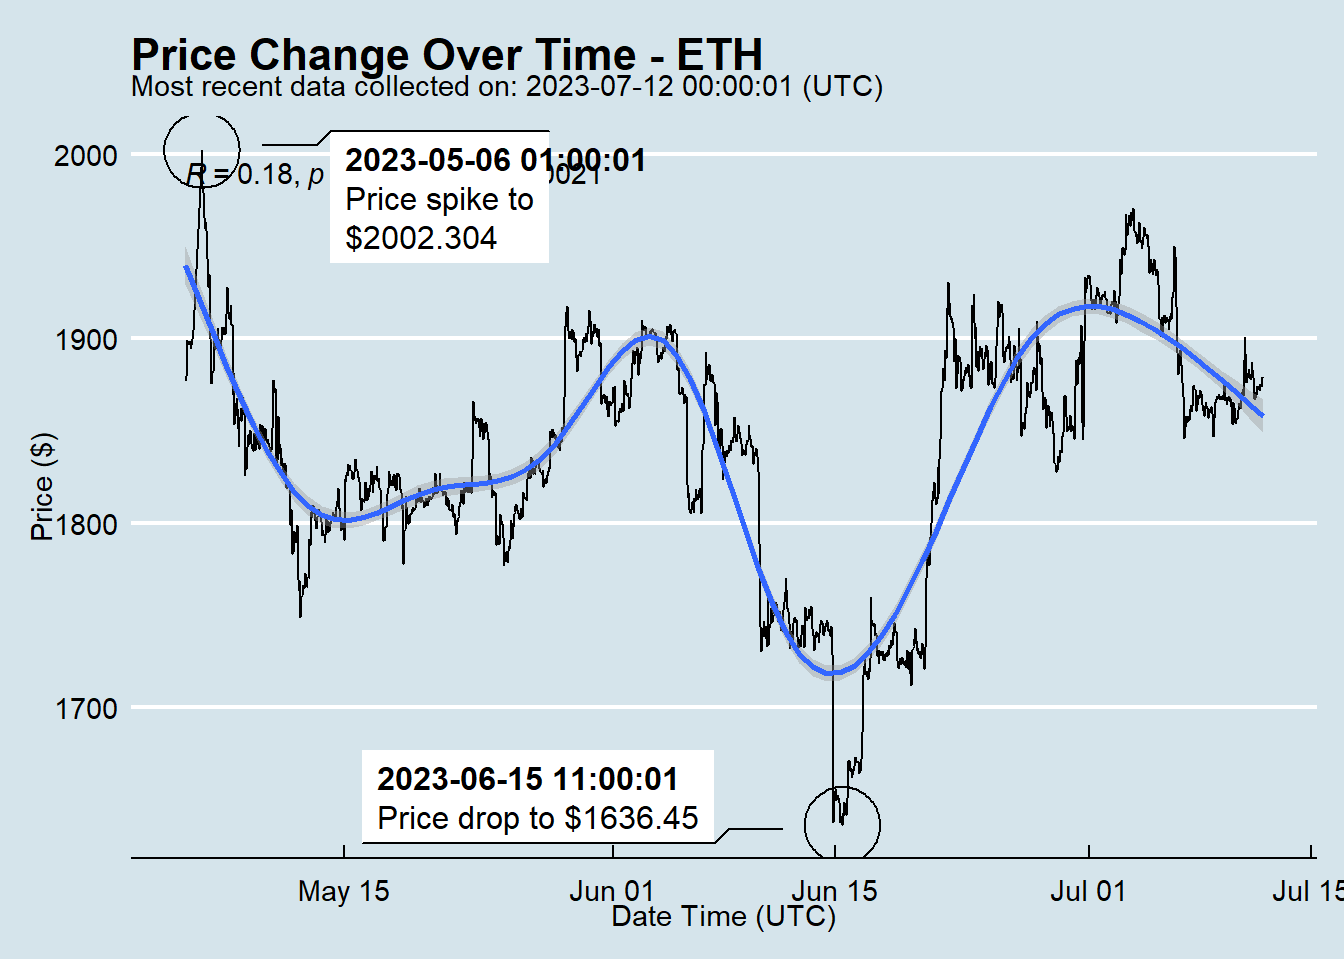 Price Change Over Time - ETH
Most recent data collected on: 2023-07-12 00:00:01 (UTC)
2023-05-06 01:00:01
R = 0.18, p
Price spike to
$2002.304
2000
1900
1800
1700
Price ($)
2023-06-15 11:00:01
Price drop to $1636.45
May 15
Jun 01
Jun 15
Jul 01
Jul 15
Date Time (UTC)